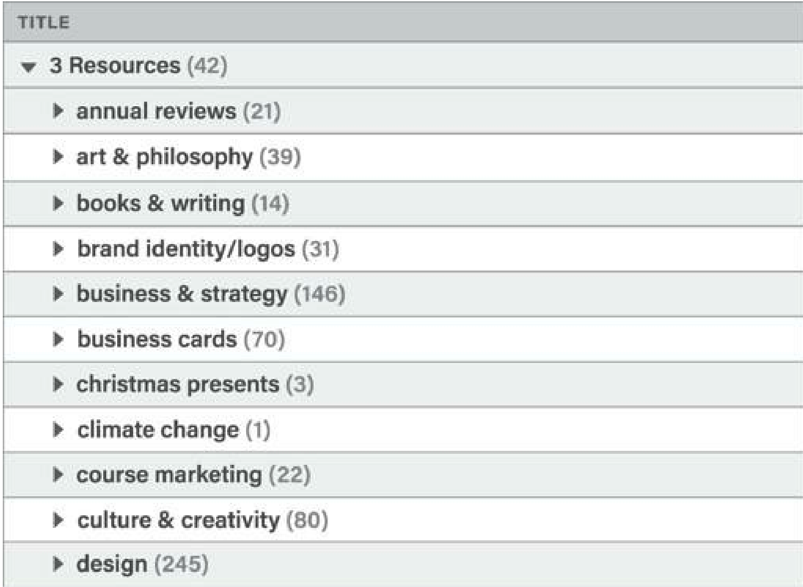 TITLE
3 Resources (42)
annual reviews (21)
art & philosophy (39)
books & writing (14)
brand identity/logos (31)
business & strategy (146)
business cards (70)
christmas presents (3)
climate change (1)
course marketing (22)
culture & creativity (80)
design (245)